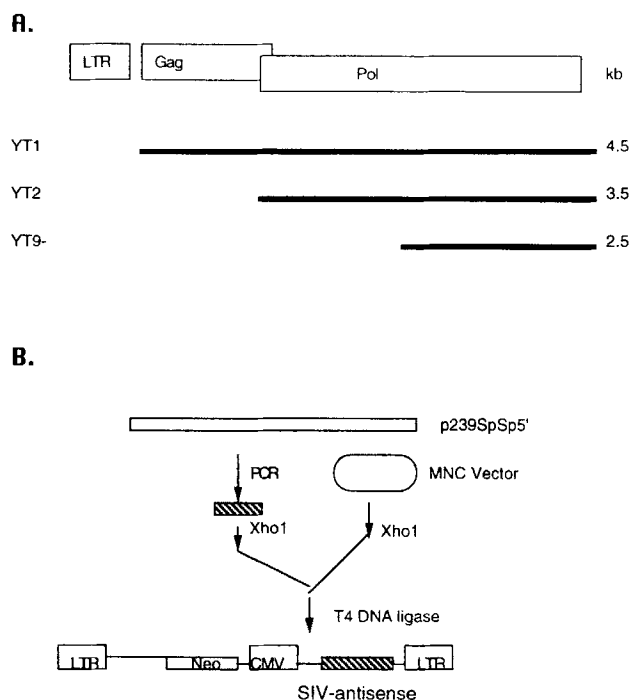 A.
LTR Gag Pol kb
YT1 4.5
YT2 3.5
YT9- 2.5
B.
p239SpSp5'
PCR MNC Vector
Xho1 Xho1
T4 DNA ligase
LTR Neo CMV LTR
SIV-antisense